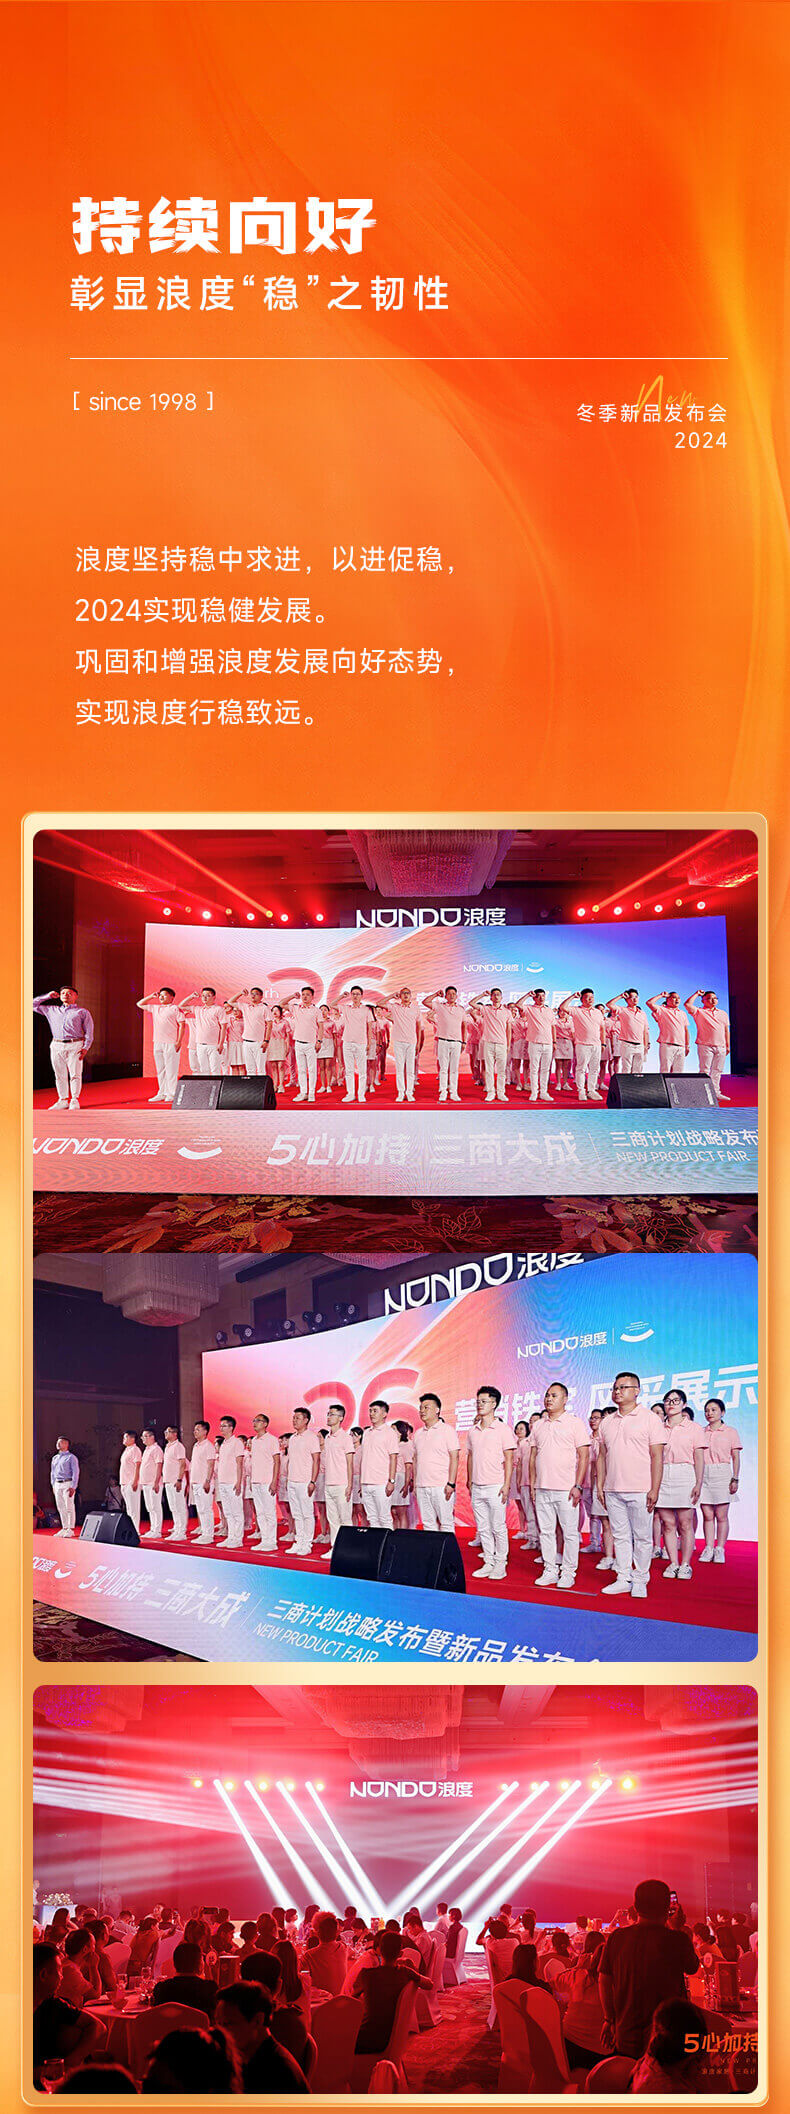 持续向好
彰显浪度“稳”之韧性
[ since 1998 ]
New
冬季新品发布会
2024
浪度坚持稳中求进，以进促稳，
2024实现稳健发展。
巩固和增强浪度发展向好态势，
实现浪度行稳致远。
NONDO浪度
NONDO浪度
26
NONDO浪度
5心加持 三商大成
三商计划战略发布
NEW PRODUCT FAIR
NONDO浪度
NONDO浪度
26
展示
NDO浪度
5心加持 三商大成
三商计划战略发布暨新品发布会
NEW PRODUCT FAIR
NONDO浪度
5心加持
NEW P